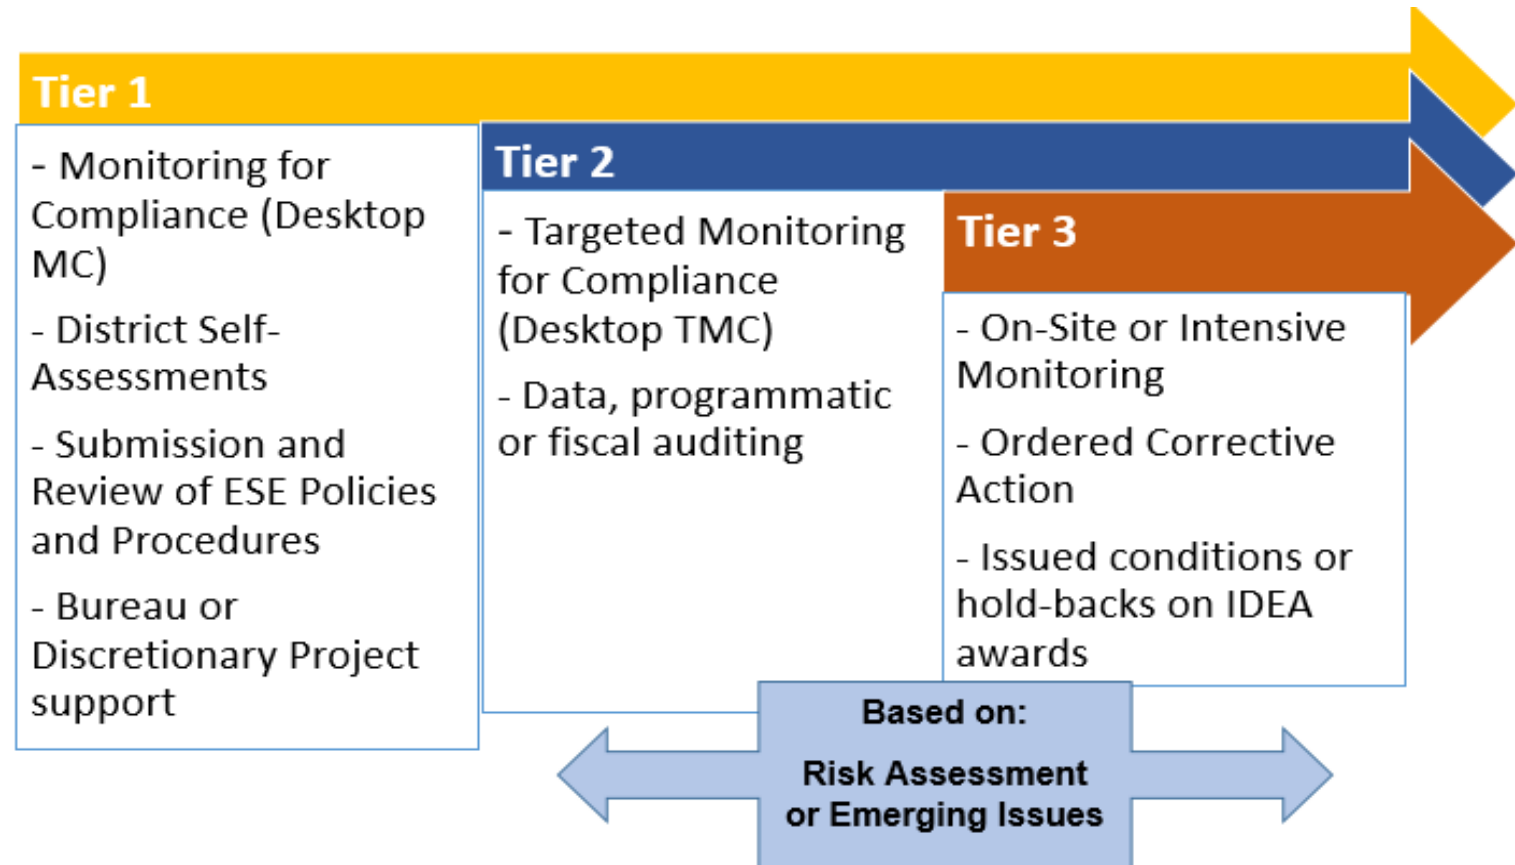 Tier 1
- Monitoring for
Compliance (Desktop
MC)
- District Self-
Assessments
- Submission and
Review of ESE Policies
and Procedures
- Bureau or
Discretionary Project
support
Tier 2
- Targeted Monitoring
for Compliance
(Desktop TMC)
- Data, programmatic
or fiscal auditing
Tier 3
- On-Site or Intensive
Monitoring
- Ordered Corrective
Action
- Issued conditions or
hold-backs on IDEA
awards
Based on:
Risk Assessment
or Emerging Issues